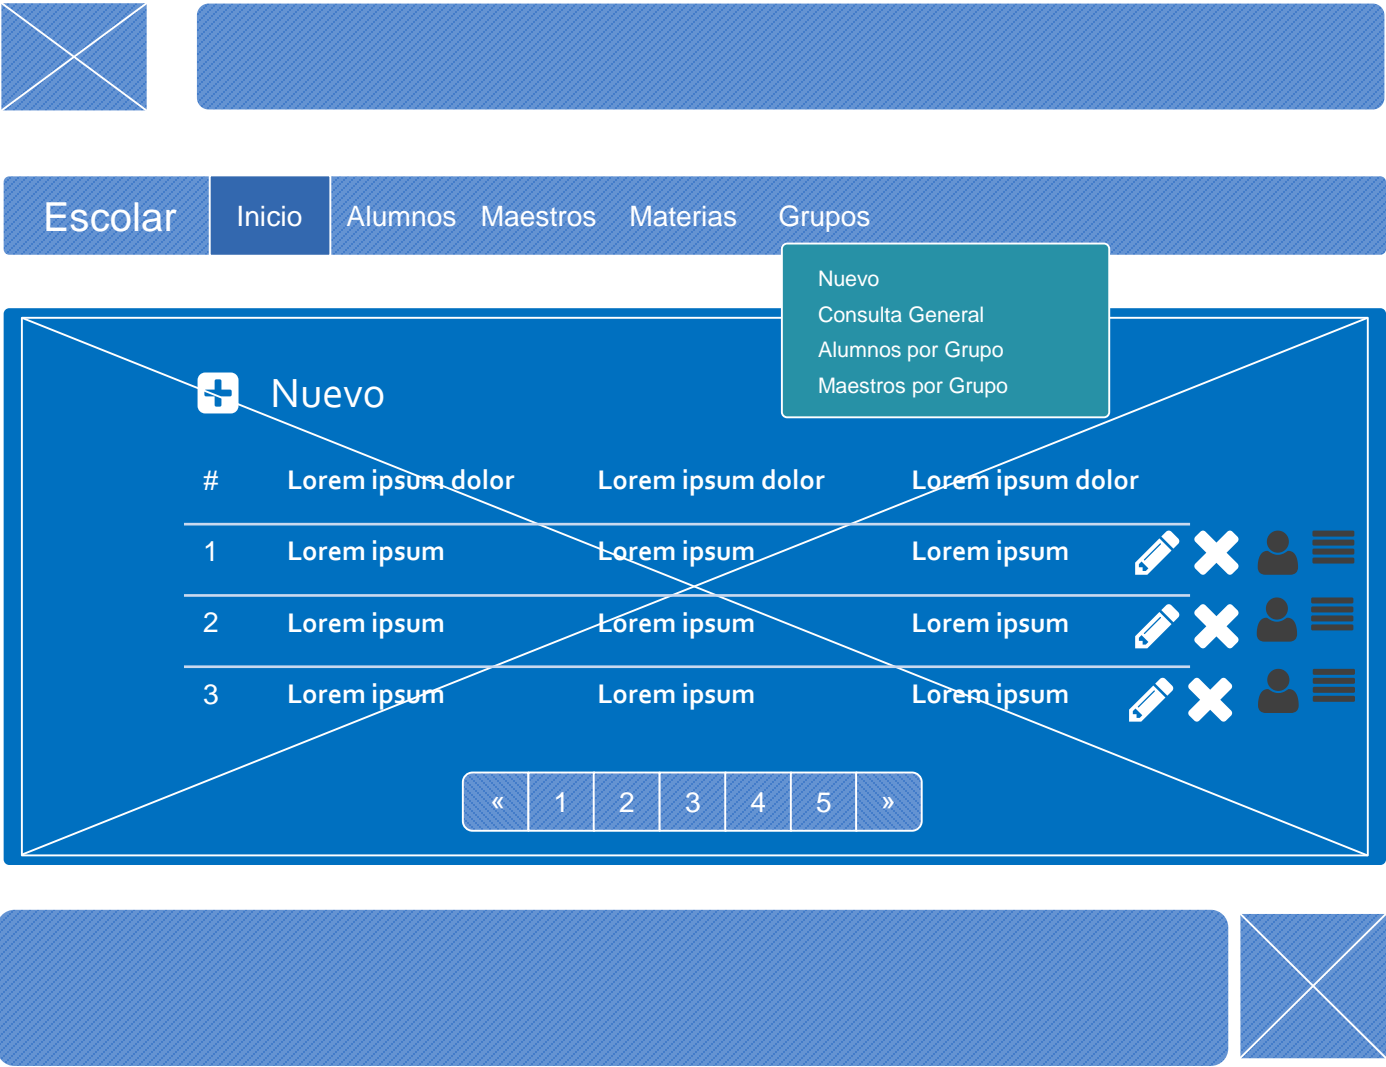 Escolar Inicio Alumnos Maestros Materias Grupos
Nuevo
Consulta General
Alumnos por Grupo
Maestros por Grupo
Nuevo
# Lorem ipsum dolor Lorem ipsum dolor Lorem ipsum dolor
1 Lorem ipsum Lorem ipsum Lorem ipsum
2 Lorem ipsum Lorem ipsum Lorem ipsum
3 Lorem ipsum Lorem ipsum Lorem ipsum
« 1 2 3 4 5 »